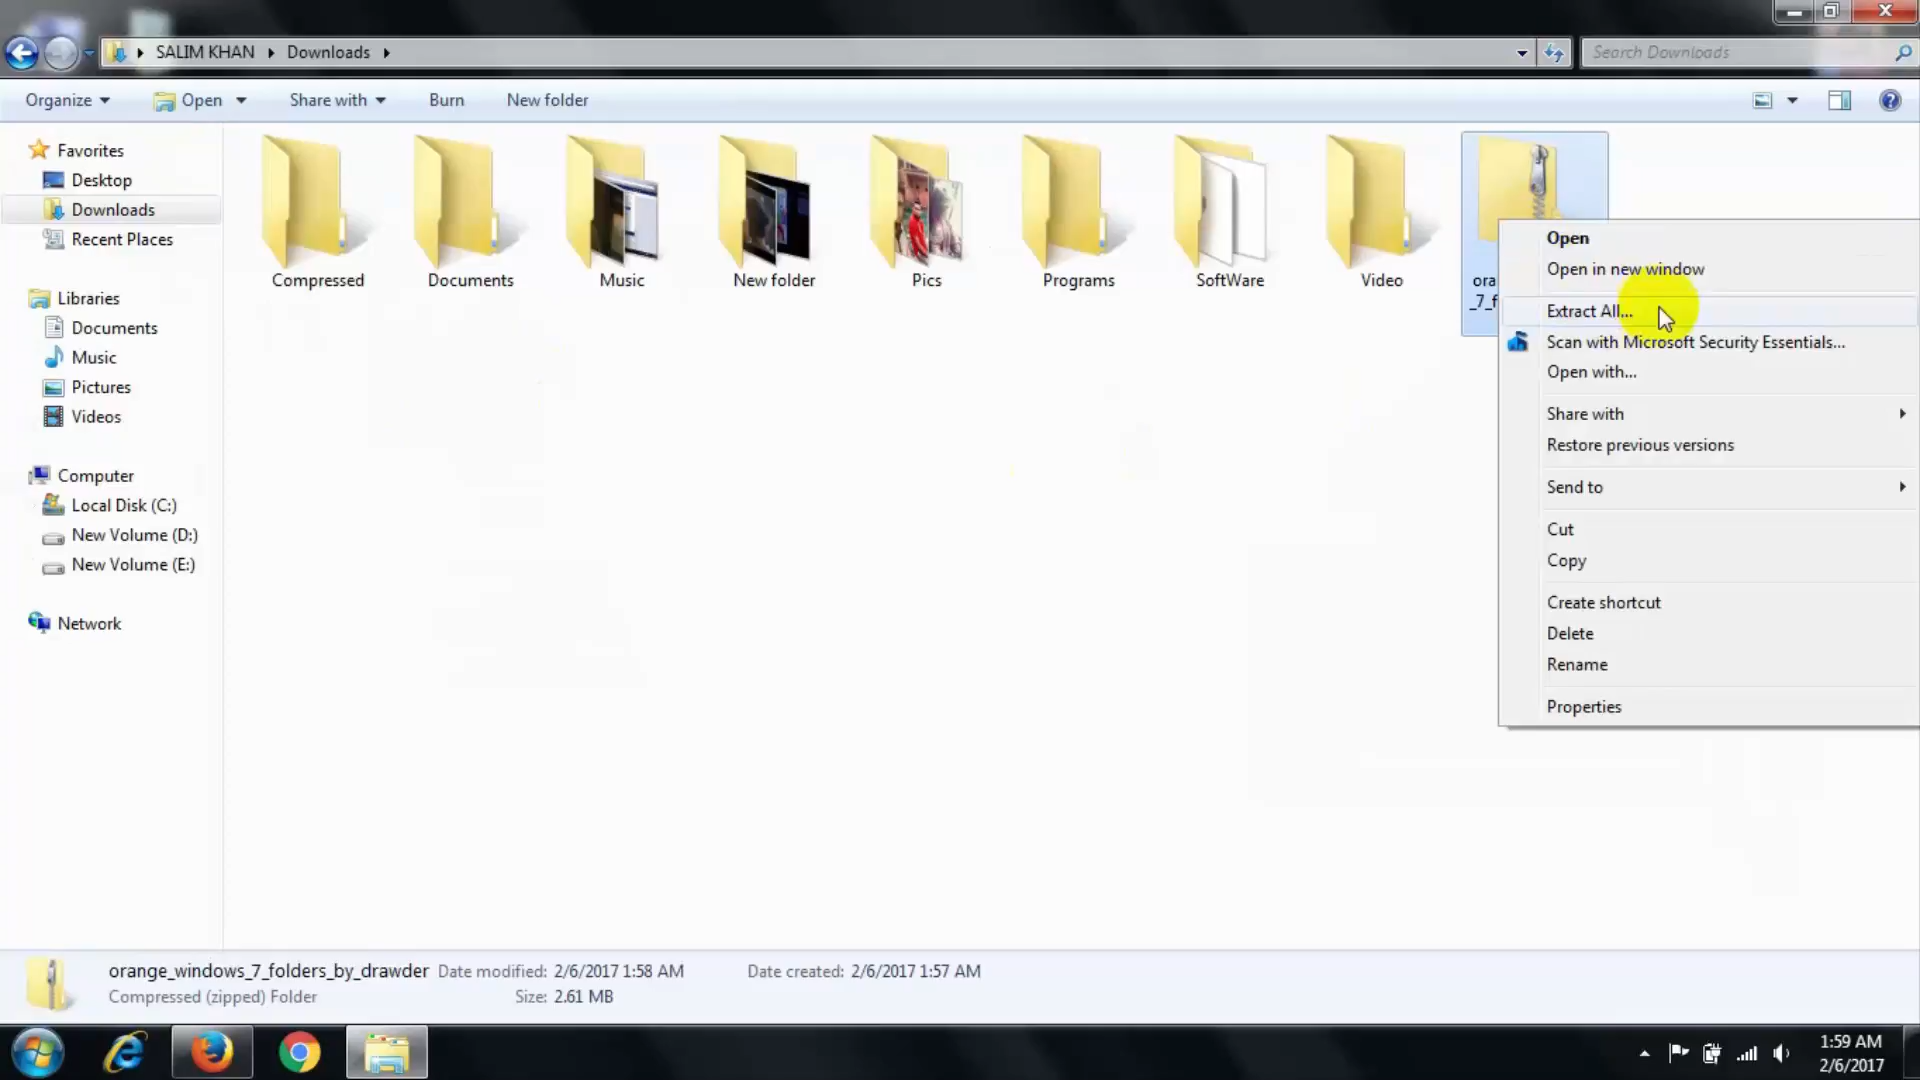 SALIM KHAN Downloads
Search Downloads
Organize Open Share with Burn New folder
Favorites
Desktop
Downloads
Recent Places
Libraries
Documents
Music
Pictures
Videos
Computer
Local Disk (C:)
New Volume (D:)
New Volume (E:)
Network
Compressed
Documents
Music
New folder
Pics
Programs
SoftWare
Video
ora
_7_f
Open
Open in new window
Extract All...
Scan with Microsoft Security Essentials...
Open with...
Share with
Restore previous versions
Send to
Cut
Copy
Create shortcut
Delete
Rename
Properties
orange_windows_7_folders_by_drawder Date modified: 2/6/2017 1:58 AM Date created: 2/6/2017 1:57 AM
Compressed (zipped) Folder Size: 2.61 MB
1:59 AM
2/6/2017